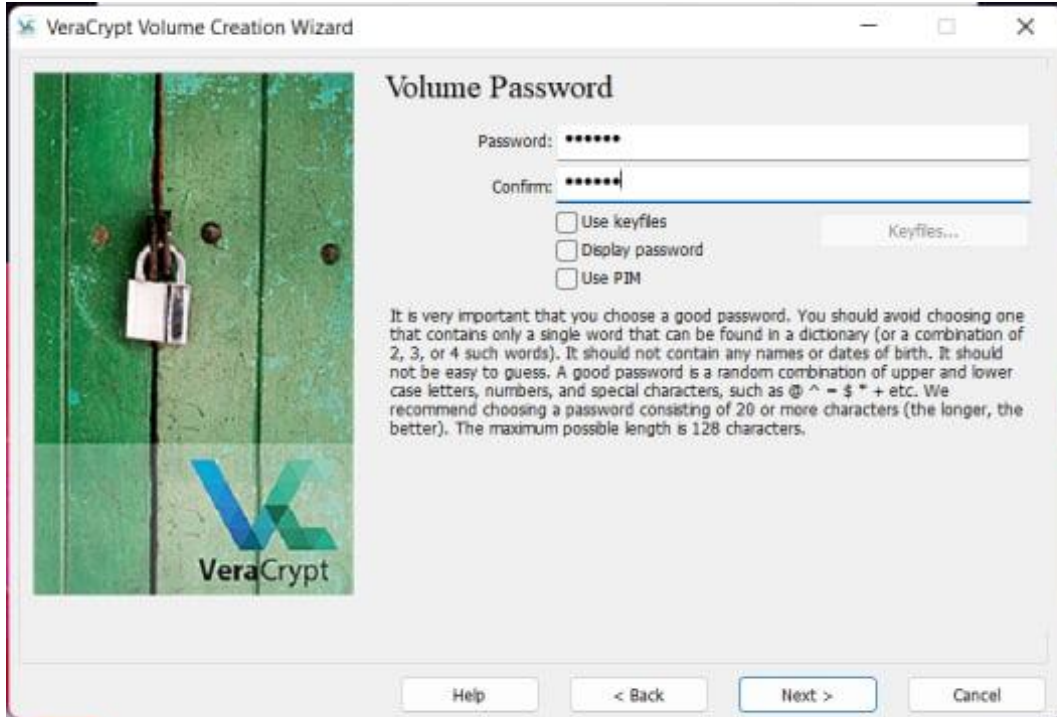 VeraCrypt Volume Creation Wizard
Volume Password
Password: ••••••
Confirm: ••••••
Use keyfiles
Keyfiles...
Display password
Use PIM
It is very important that you choose a good password. You should avoid choosing one
that contains only a single word that can be found in a dictionary (or a combination of
2, 3, or 4 such words). It should not contain any names or dates of birth. It should
not be easy to guess. A good password is a random combination of upper and lower
case letters, numbers, and special characters, such as @ ^ = $ * + etc. We
recommend choosing a password consisting of 20 or more characters (the longer, the
better). The maximum possible length is 128 characters.
VeraCrypt
Help
< Back
Next >
Cancel